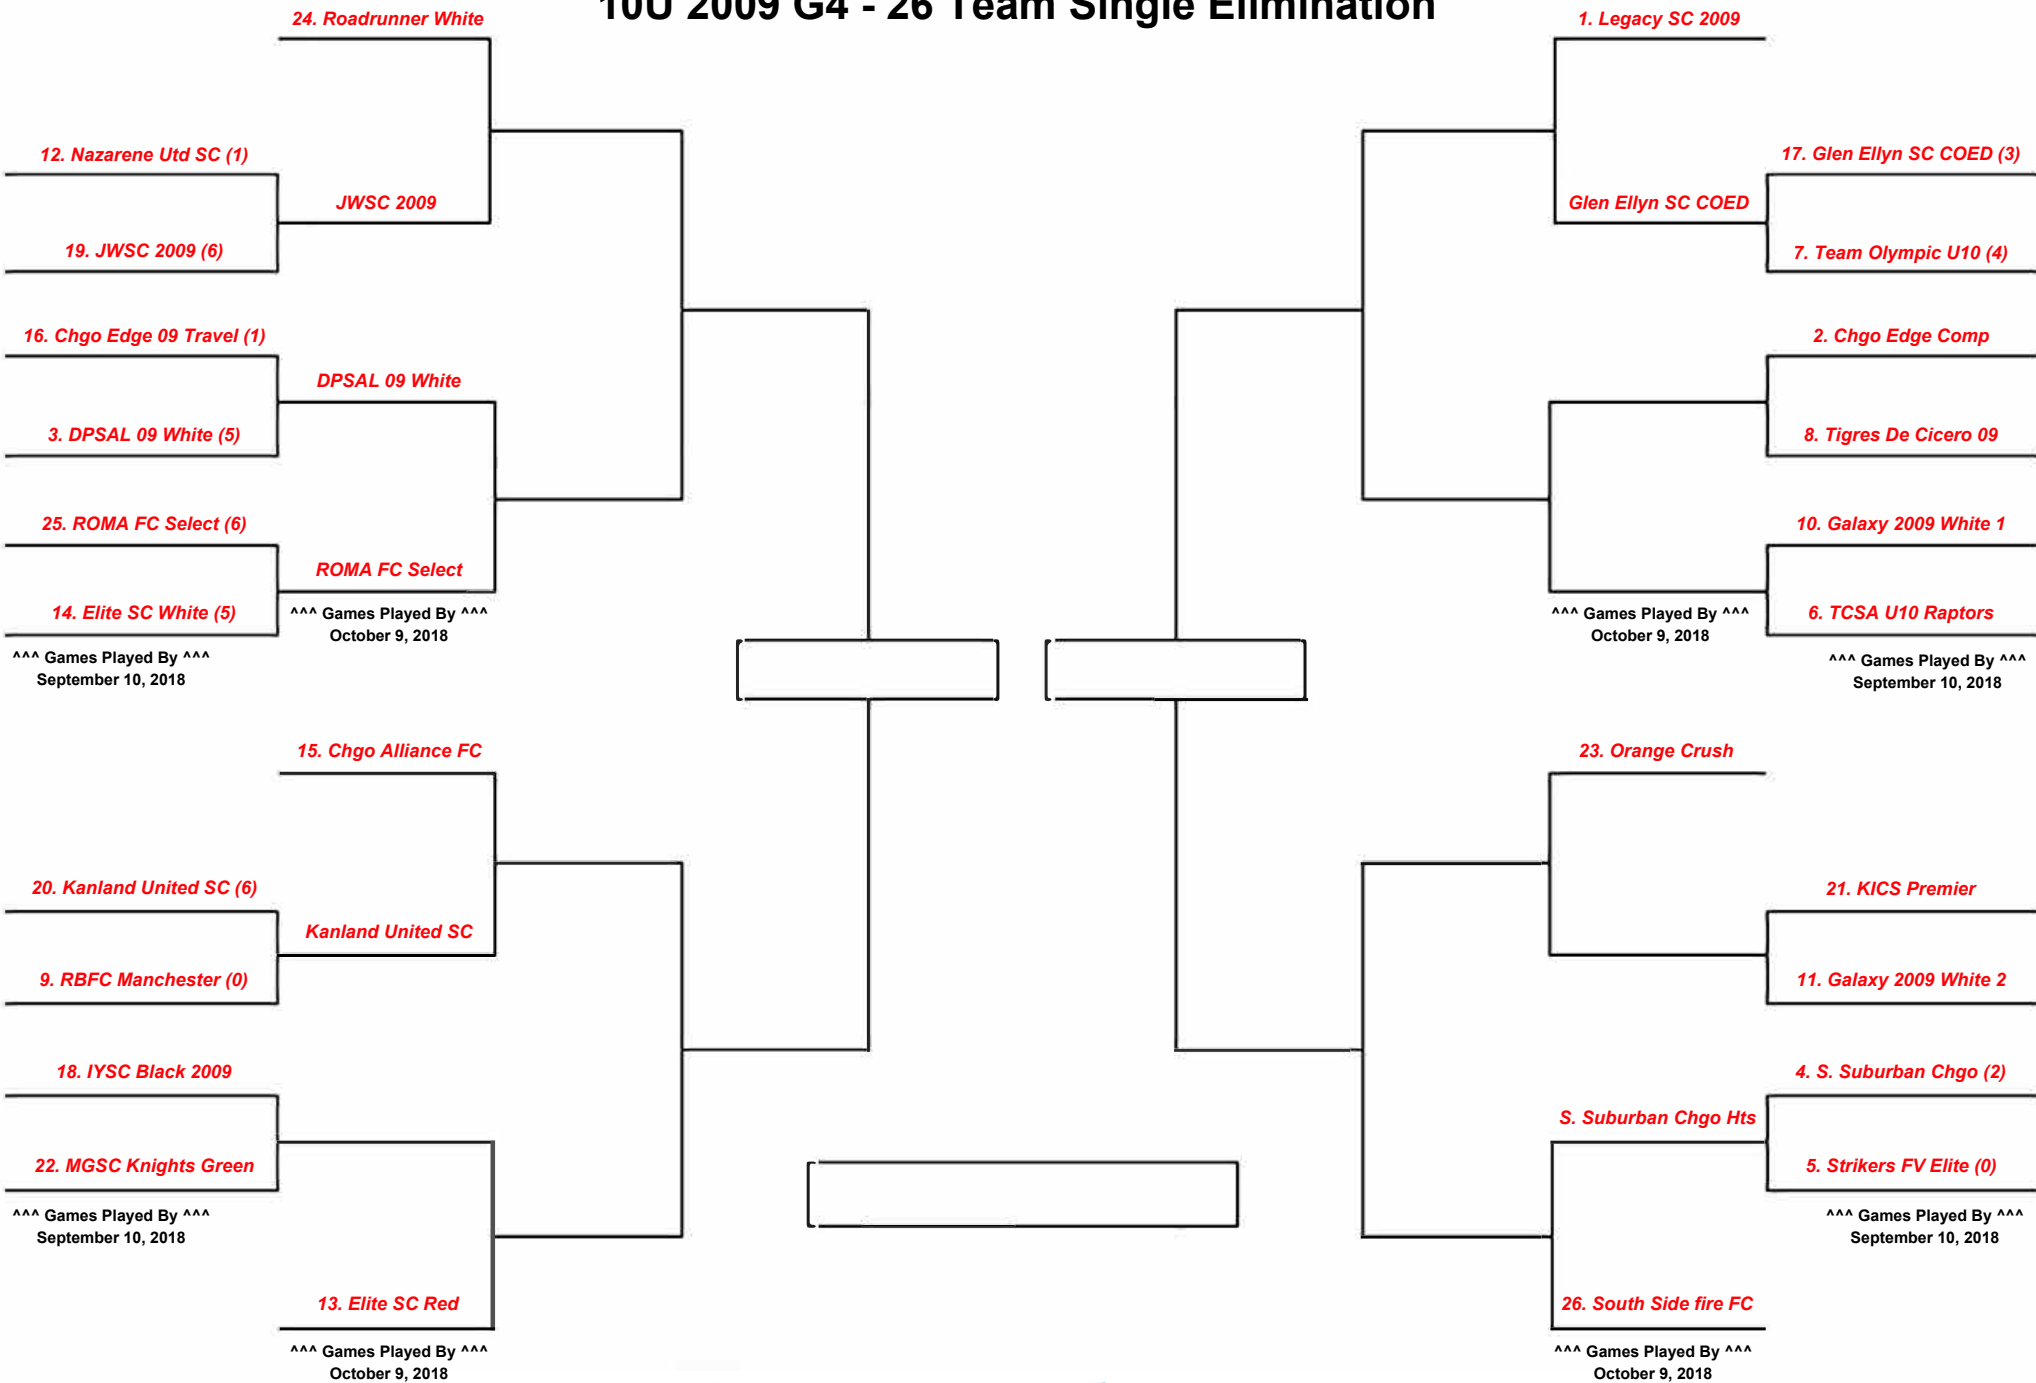 10U 2009 G4 - 26 Team Single Elimination
24. Roadrunner White
12. Nazarene Utd SC (1)
JWSC 2009
19. JWSC 2009 (6)
16. Chgo Edge 09 Travel (1)
DPSAL 09 White
3. DPSAL 09 White (5)
25. ROMA FC Select (6)
ROMA FC Select
14. Elite SC White (5)
^^^ Games Played By ^^^
October 9, 2018
^^^ Games Played By ^^^
September 10, 2018
15. Chgo Alliance FC
20. Kanland United SC (6)
Kanland United SC
9. RBFC Manchester (0)
18. IYSC Black 2009
22. MGSC Knights Green
^^^ Games Played By ^^^
September 10, 2018
13. Elite SC Red
^^^ Games Played By ^^^
October 9, 2018
1. Legacy SC 2009
17. Glen Ellyn SC COED (3)
Glen Ellyn SC COED
7. Team Olympic U10 (4)
2. Chgo Edge Comp
8. Tigres De Cicero 09
10. Galaxy 2009 White 1
6. TCSA U10 Raptors
^^^ Games Played By ^^^
October 9, 2018
^^^ Games Played By ^^^
September 10, 2018
23. Orange Crush
21. KICS Premier
11. Galaxy 2009 White 2
4. S. Suburban Chgo (2)
S. Suburban Chgo Hts
5. Strikers FV Elite (0)
^^^ Games Played By ^^^
September 10, 2018
26. South Side fire FC
^^^ Games Played By ^^^
October 9, 2018